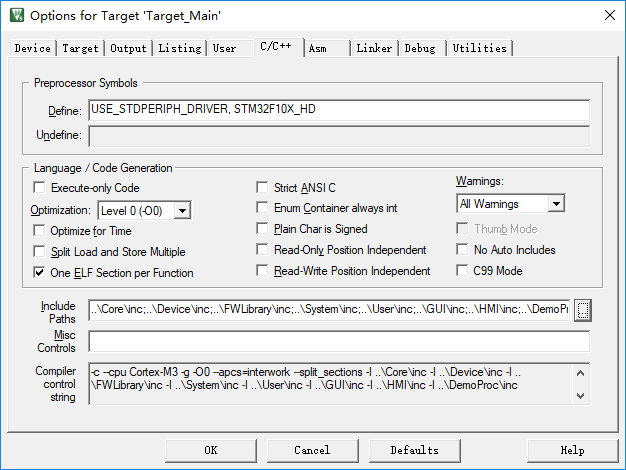 Options for Target 'Target_Main'
Device Target Output Listing User C/C++ Asm Linker Debug Utilities
Preprocessor Symbols
Define: USE_STDPERIPH_DRIVER, STM32F10X_HD
Undefine:
Language / Code Generation
Execute-only Code
Optimization: Level 0 (-O0)
Optimize for Time
Split Load and Store Multiple
One ELF Section per Function
Strict ANSI C
Enum Container always int
Plain Char is Signed
Read-Only Position Independent
Read-Write Position Independent
Warnings:
All Warnings
Thumb Mode
No Auto Includes
C99 Mode
Include
Paths
..\Core\inc;..\Device\inc;..\FWLibrary\inc;..\System\inc;..\User\inc;..\GUI\inc;..\HMI\inc;..\DemoPro
...
Misc
Controls
Compiler
control
string
-c --cpu Cortex-M3 -g -O0 --apcs=interwork --split_sections -I ..\Core\inc -I ..\Device\inc -I ..
\FWLibrary\inc -I ..\System\inc -I ..\User\inc -I ..\GUI\inc -I ..\HMI\inc -I ..\DemoProc\inc
OK Cancel Defaults Help